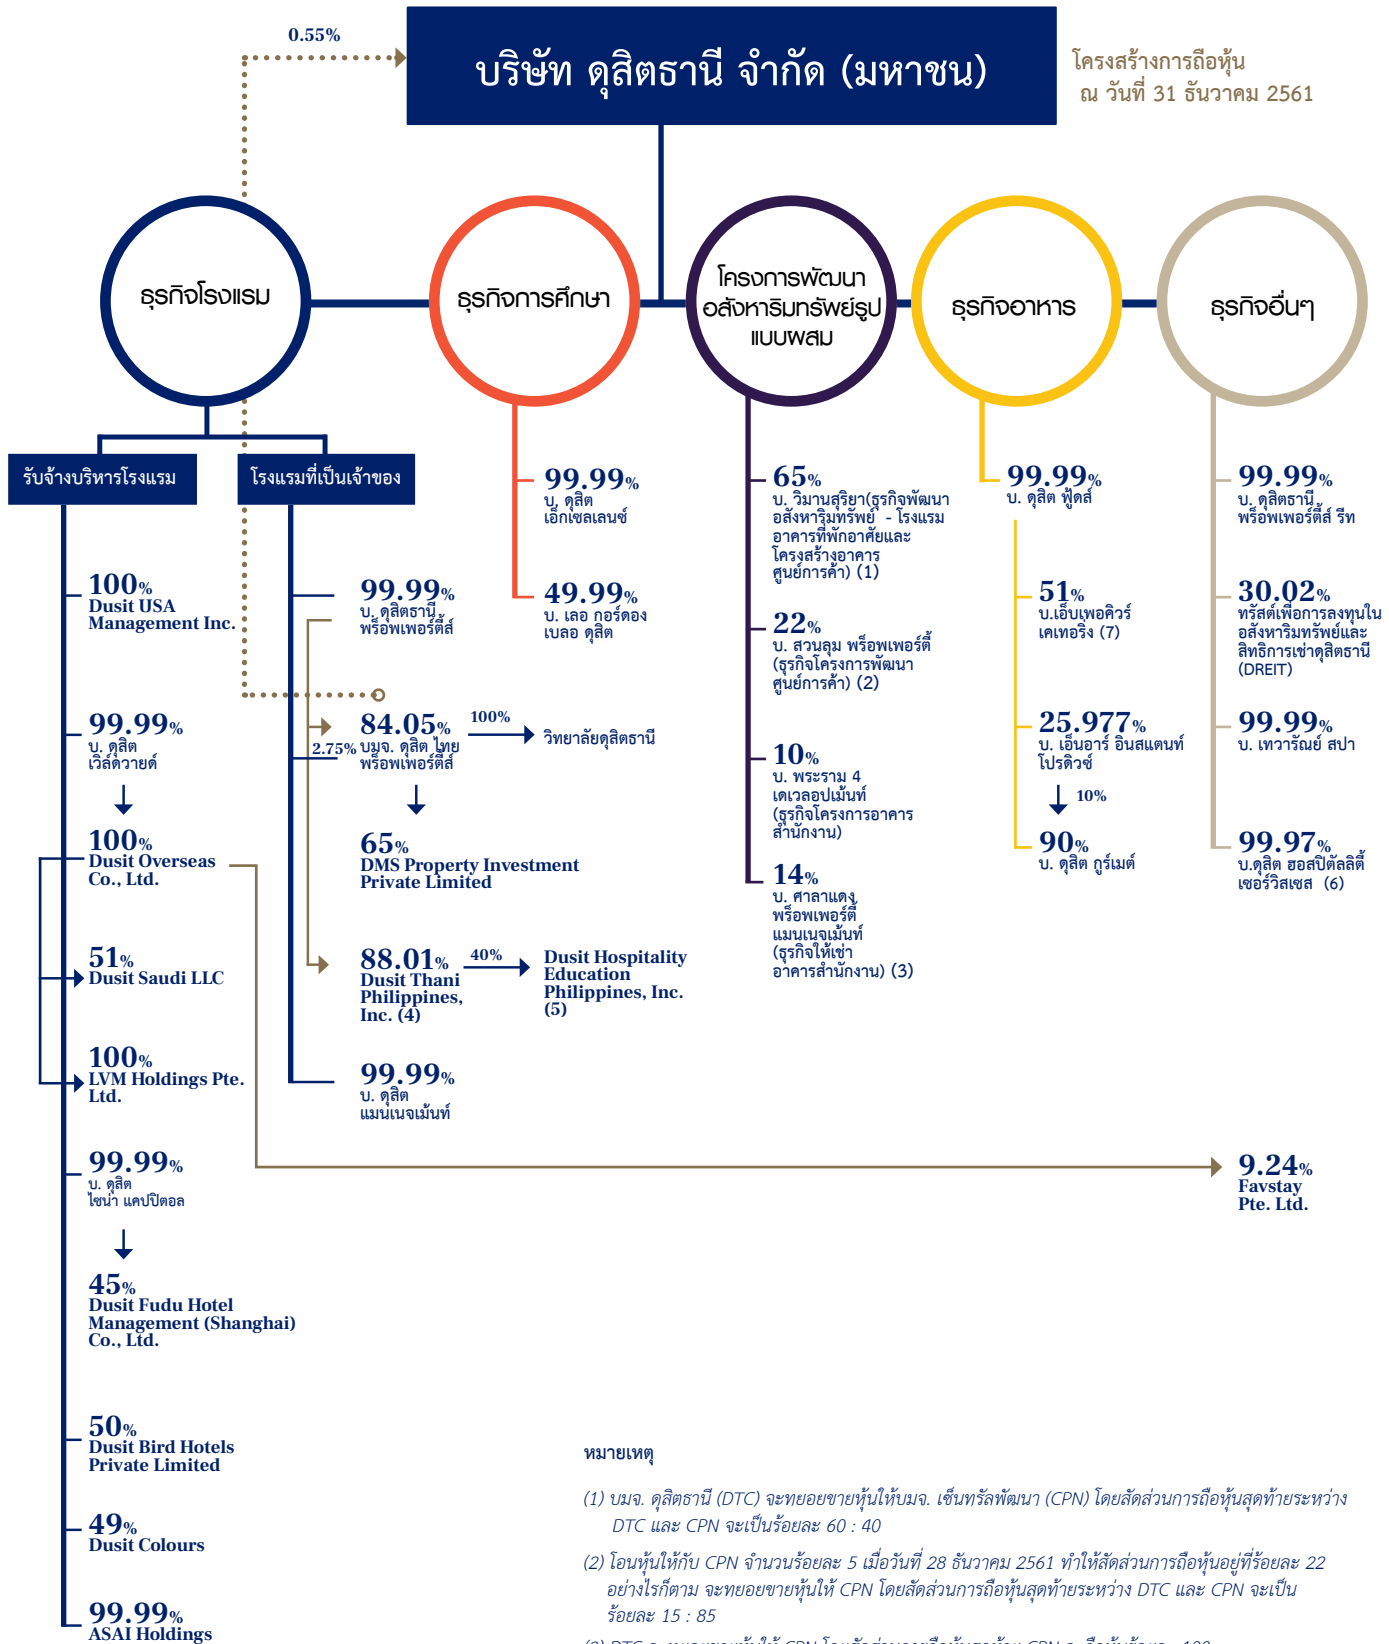 0.55%
บริษัท ดุสิตธานี จำกัด (มหาชน)
โครงสร้างการถือหุ้น
ณ วันที่ 31 ธันวาคม 2561
ธุรกิจโรงแรม
ธุรกิจการศึกษา
โครงการพัฒนา
อสังหาริมทรัพย์รูป
แบบผสม
ธุรกิจอาหาร
ธุรกิจอื่นๆ
รับจ้างบริหารโรงแรม
100%
Dusit USA
Management Inc.
99.99%
บ. ดุสิต
เวิล์ดวายด์
100%
Dusit Overseas
Co., Ltd.
51%
Dusit Saudi LLC
100%
LVM Holdings Pte.
Ltd.
99.99%
บ. ดุสิต
ไชน่า แคปปิตอล
45%
Dusit Fudu Hotel
Management (Shanghai)
Co., Ltd.
50%
Dusit Bird Hotels
Private Limited
49%
Dusit Colours
99.99%
ASAI Holdings
โรงแรมที่เป็นเจ้าของ
99.99%
บ. ดุสิตธานี
พร็อพเพอร์ตี้ส์
2.75%
84.05%
บมจ. ดุสิต ไทย
พร็อพเพอร์ตี้ส์
100%
วิทยาลัยดุสิตธานี
65%
DMS Property Investment
Private Limited
88.01%
Dusit Thani
Philippines,
Inc. (4)
40%
Dusit Hospitality
Education
Philippines, Inc.
(5)
99.99%
บ. ดุสิต
แมนเนจเม้นท์
99.99%
บ. ดุสิต
เอ็กเซลเลนซ์
49.99%
บ. เลอ กอร์ดอง
เบลอ ดุสิต
65%
บ. วิมานสุริยา(ธุรกิจพัฒนา
อสังหาริมทรัพย์ - โรงแรม
อาคารที่พักอาศัยและ
โครงสร้างอาคาร
ศูนย์การค้า) (1)
22%
บ. สวนลุม พร็อพเพอร์ตี้
(ธุรกิจโครงการพัฒนา
ศูนย์การค้า) (2)
10%
บ. พระราม 4
เดเวลอปเม้นท์
(ธุรกิจโครงการอาคาร
สำนักงาน)
14%
บ. ศาลาแดง
พร็อพเพอร์ตี้
แมนเนจเม้นท์
(ธุรกิจให้เช่า
อาคารสำนักงาน) (3)
99.99%
บ. ดุสิต ฟู้ดส์
51%
บ.เอ็บเพอคิวร์
เคเทอริ่ง (7)
25.977%
บ. เอ็นอาร์ อินสแตนท์
โปรดิวซ์
10%
90%
บ. ดุสิต กูร์เมต์
99.99%
บ. ดุสิตธานี
พร็อพเพอร์ตี้ส์ รีท
30.02%
ทรัสต์เพื่อการลงทุนใน
อสังหาริมทรัพย์และ
สิทธิการเช่าดุสิตธานี
(DREIT)
99.99%
บ. เทวารัณย์ สปา
99.97%
บ.ดุสิต ฮอสปิตัลลิตี้
เซอร์วิสเซส (6)
9.24%
Favstay
Pte. Ltd.
หมายเหตุ
(1) บมจ. ดุสิตธานี (DTC) จะทยอยขายหุ้นให้บมจ. เซ็นทรัลพัฒนา (CPN) โดยสัดส่วนการถือหุ้นสุดท้ายระหว่าง
DTC และ CPN จะเป็นร้อยละ 60 : 40
(2) โอนหุ้นให้กับ CPN จำนวนร้อยละ 5 เมื่อวันที่ 28 ธันวาคม 2561 ทำให้สัดส่วนการถือหุ้นอยู่ที่ร้อยละ 22
อย่างไรก็ตาม จะทยอยขายหุ้นให้ CPN โดยสัดส่วนการถือหุ้นสุดท้ายระหว่าง DTC และ CPN จะเป็น
ร้อยละ 15 : 85